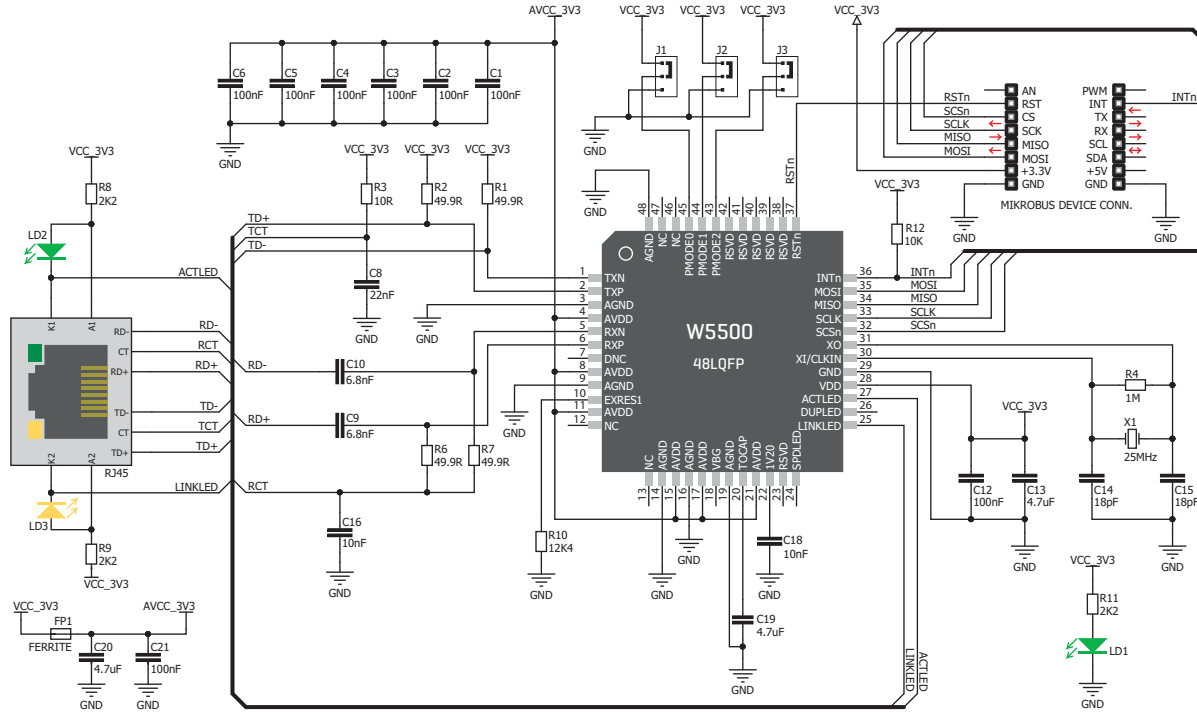 AVCC_3V3
VCC_3V3 VCC_3V3 VCC_3V3
VCC_3V3
J1 J2 J3
C6 100nF
C5 100nF
C4 100nF
C3 100nF
C2 100nF
C1 100nF
GND
GND
AN PWM
RSTn RST INT INTn
SCSn CS TX
SCLK SCK RX
MISO MISO SCL
MOSI MOSI SDA
+3.3V +5V
GND GND
MIKROBUS DEVICE CONN.
GND GND
VCC_3V3
R8
2K2
VCC_3V3 VCC_3V3 VCC_3V3
R3
10R
R2
49.9R
R1
49.9R
GND
RSTn
VCC_3V3
R12
10K
LD2
TD+
TCT
TD-
ACTLED
C8
22nF
GND
GND
48 AGND
47 NC
46 NC
45 PMODE0
44 PMODE1
43 PMODE2
42 RSVD
41 RSVD
40 RSVD
39 RSVD
38 RSVD
37 RSTn
W5500
48LQFP
1 TXN
2 TXP
3 AGND
4 AVDD
5 RXN
6 RXP
7 DNC
8 AVDD
9 AGND
10 EXRES1
11 AVDD
12 NC
INTn 36 INTn
MOSI 35 MOSI
MISO 34 MISO
SCLK 33 SCLK
SCSn 32 SCSn
XO 31
XI/CLKIN 30
GND 29
VDD 28
ACTLED 27
DUPLED 26
LINKLED 25
NC 13
AGND 14
AVDD 15
AGND 16
AVDD 17
VBG 18
AGND 19
TOCAP 20
AVDD 21
1V20 22
RSVD 23
SPDLED 24
K1 A1
RD- RD-
CT RCT
RD+ RD+
TD- TD-
CT TCT
TD+ TD+
K2 A2
RJ45
RD-
C10
6.8nF
RD+
C9
6.8nF
GND
R6
49.9R
R7
49.9R
LINKLED
RCT
LD3
R9
2K2
VCC_3V3
C16
10nF
GND
R10
12K4
GND
GND
GND
C18
10nF
GND
C19
4.7uF
GND
R4
1M
X1
25MHz
VCC_3V3
C12
100nF
C13
4.7uF
GND
C14
18pF
C15
18pF
GND
VCC_3V3
R11
2K2
LD1
GND
VCC_3V3 AVCC_3V3
FP1
FERRITE
C20
4.7uF
C21
100nF
GND GND
LINKLED
ACTLED